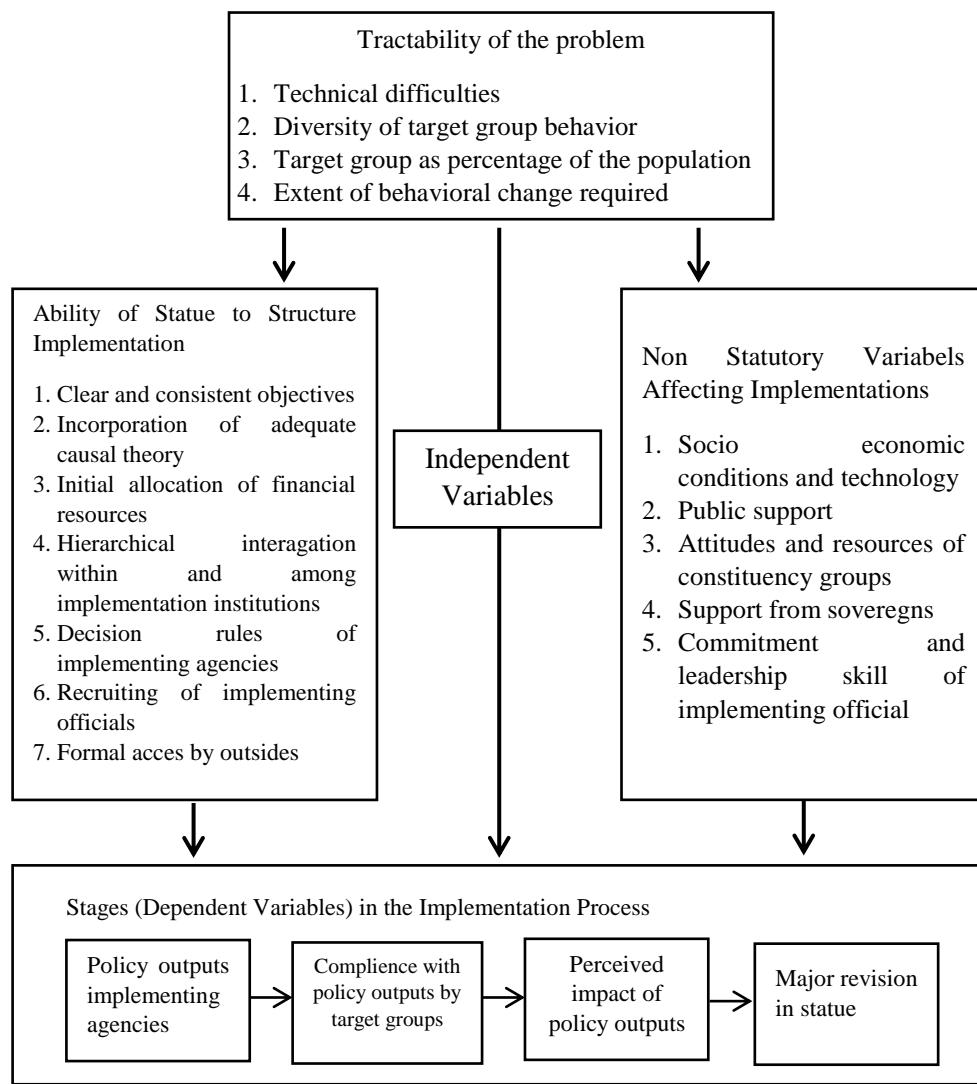 Tractability of the problem
1. Technical difficulties
2. Diversity of target group behavior
3. Target group as percentage of the population
4. Extent of behavioral change required
Ability of Statue to Structure
Implementation
1. Clear and consistent objectives
2. Incorporation of adequate
causal theory
3. Initial allocation of financial
resources
4. Hierarchical interagation
within and among
implementation institutions
5. Decision rules of
implementing agencies
6. Recruiting of implementing
officials
7. Formal acces by outsides
Independent
Variables
Non Statutory Variabels
Affecting Implementations
1. Socio economic
conditions and technology
2. Public support
3. Attitudes and resources of
constituency groups
4. Support from soveregns
5. Commitment and
leadership skill of
implementing official
Stages (Dependent Variables) in the Implementation Process
Policy outputs
implementing
agencies
Complience with
policy outputs by
target groups
Perceived
impact of
policy outputs
Major revision
in statue